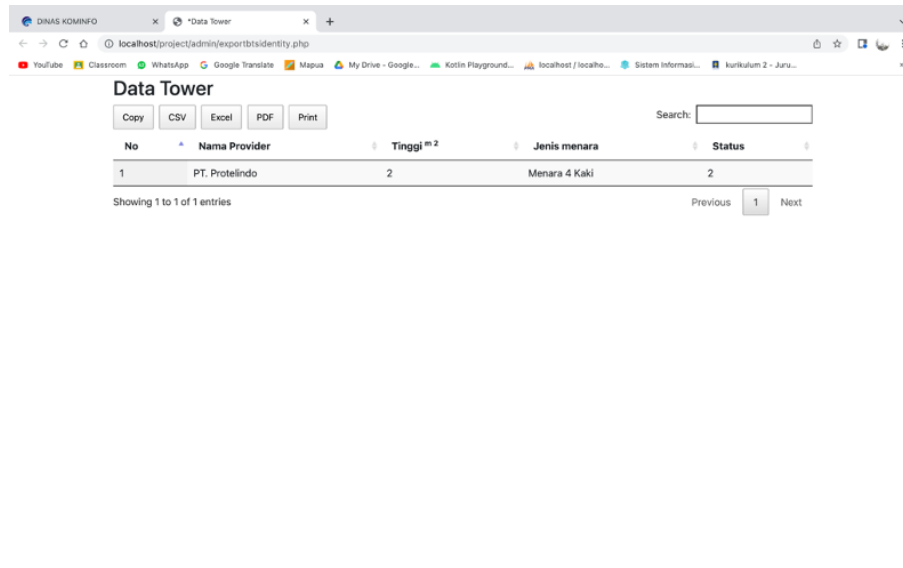 DINAS KOMINFO *Data Tower
localhost/project/admin/exportbtsidentity.php
YouTube Classroom WhatsApp Google Translate Mapua My Drive - Google... Kotlin Playground... localhost / localho... Sistem Informasi... kurikulum 2 - Juru...
Data Tower
Copy CSV Excel PDF Print Search:
No Nama Provider Tinggi m 2 Jenis menara Status
1 PT. Protelindo 2 Menara 4 Kaki 2
Showing 1 to 1 of 1 entries Previous 1 Next